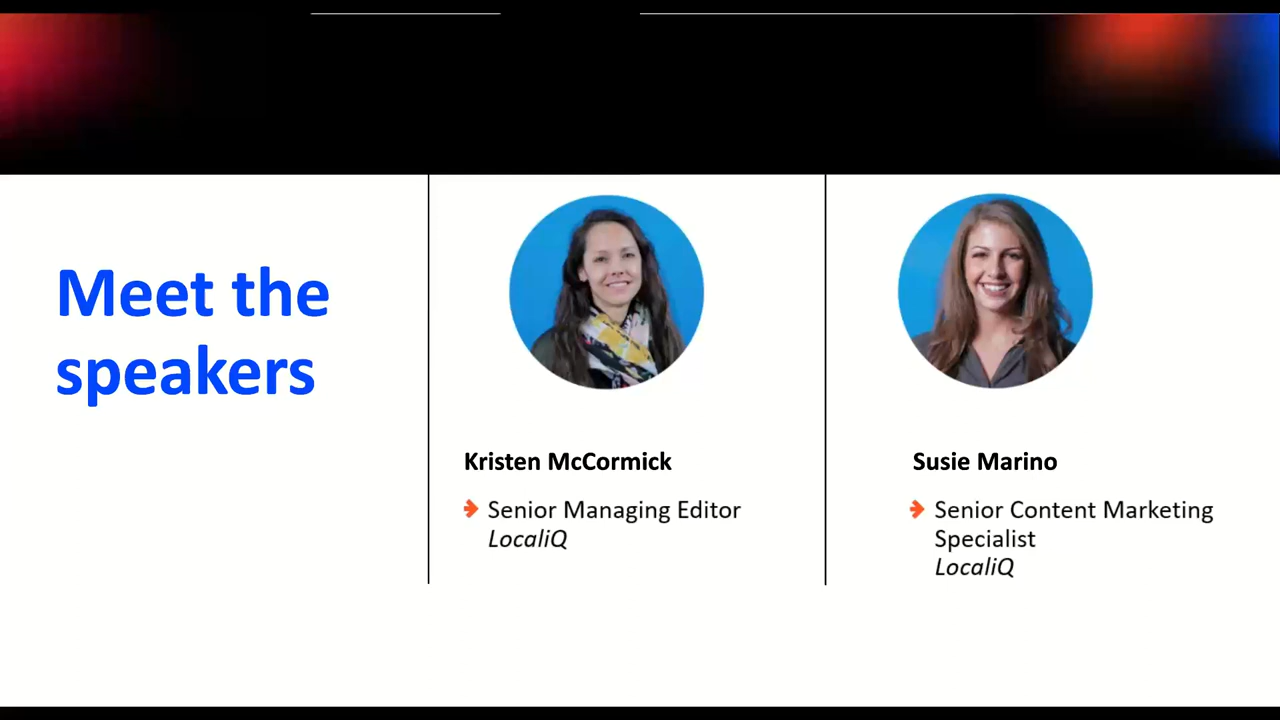 Meet the
speakers
Kristen McCormick
Senior Managing Editor
LocaliQ
Susie Marino
Senior Content Marketing
Specialist
LocaliQ